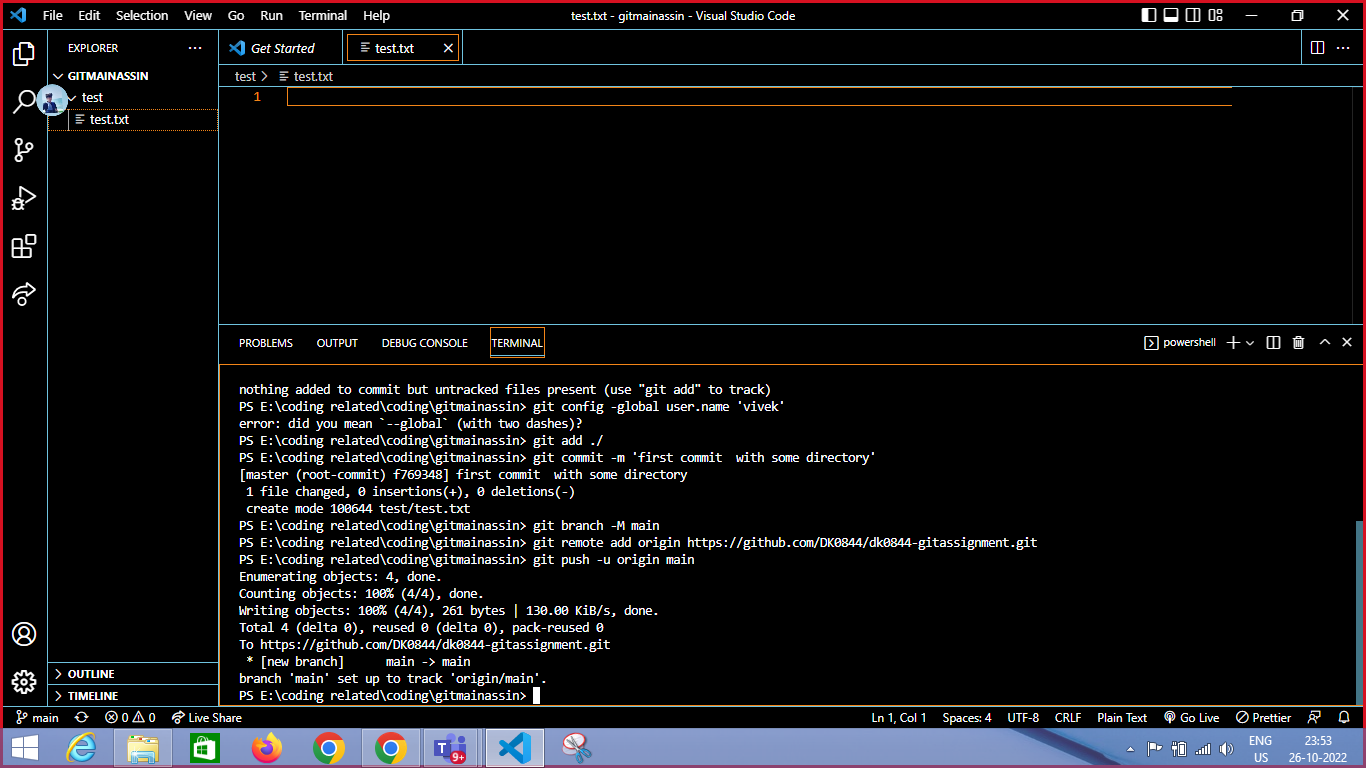 File Edit Selection View Go Run Terminal Help test.txt - gitmainassin - Visual Studio Code
EXPLORER ...
Get Started
test.txt
GITMAINASSIN
test
test.txt
test > test.txt
1
PROBLEMS OUTPUT DEBUG CONSOLE TERMINAL powershell
nothing added to commit but untracked files present (use "git add" to track)
PS E:\coding related\coding\gitmainassin> git config -global user.name 'vivek'
error: did you mean `--global` (with two dashes)?
PS E:\coding related\coding\gitmainassin> git add ./
PS E:\coding related\coding\gitmainassin> git commit -m 'first commit  with some directory'
[master (root-commit) f769348] first commit  with some directory
 1 file changed, 0 insertions(+), 0 deletions(-)
 create mode 100644 test/test.txt
PS E:\coding related\coding\gitmainassin> git branch -M main
PS E:\coding related\coding\gitmainassin> git remote add origin https://github.com/DK0844/dk0844-gitassignment.git
PS E:\coding related\coding\gitmainassin> git push -u origin main
Enumerating objects: 4, done.
Counting objects: 100% (4/4), done.
Writing objects: 100% (4/4), 261 bytes | 130.00 KiB/s, done.
Total 4 (delta 0), reused 0 (delta 0), pack-reused 0
To https://github.com/DK0844/dk0844-gitassignment.git
 * [new branch]      main -> main
branch 'main' set up to track 'origin/main'.
PS E:\coding related\coding\gitmainassin>
OUTLINE
TIMELINE
main 0 0 Live Share Ln 1, Col 1 Spaces: 4 UTF-8 CRLF Plain Text Go Live Prettier
T 9+
ENG 23:53
US 26-10-2022